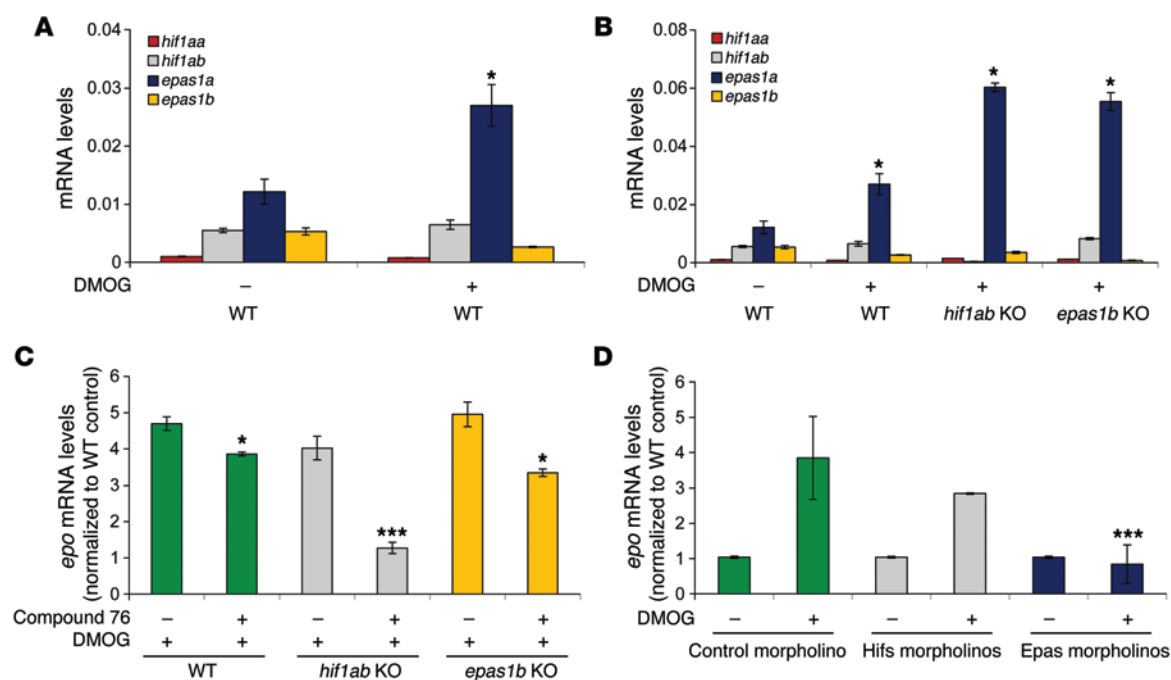 A
mRNA levels
0.04
0.03
0.02
0.01
0
hif1aa
hif1ab
epas1a
epas1b
*
DMOG – +
WT WT
B
mRNA levels
0.08
0.06
0.04
0.02
0
hif1aa
hif1ab
epas1a
epas1b
* * *
DMOG – + + +
WT WT hif1ab KO epas1b KO
C
epo mRNA levels
(normalized to WT control)
6
5
4
3
2
1
0
* *** *
Compound 76 – + – + – +
DMOG + + + + + +
WT hif1ab KO epas1b KO
D
epo mRNA levels
(normalized to WT control)
6
5
4
3
2
1
0
***
DMOG – + – + – +
Control morpholino Hifs morpholinos Epas morpholinos